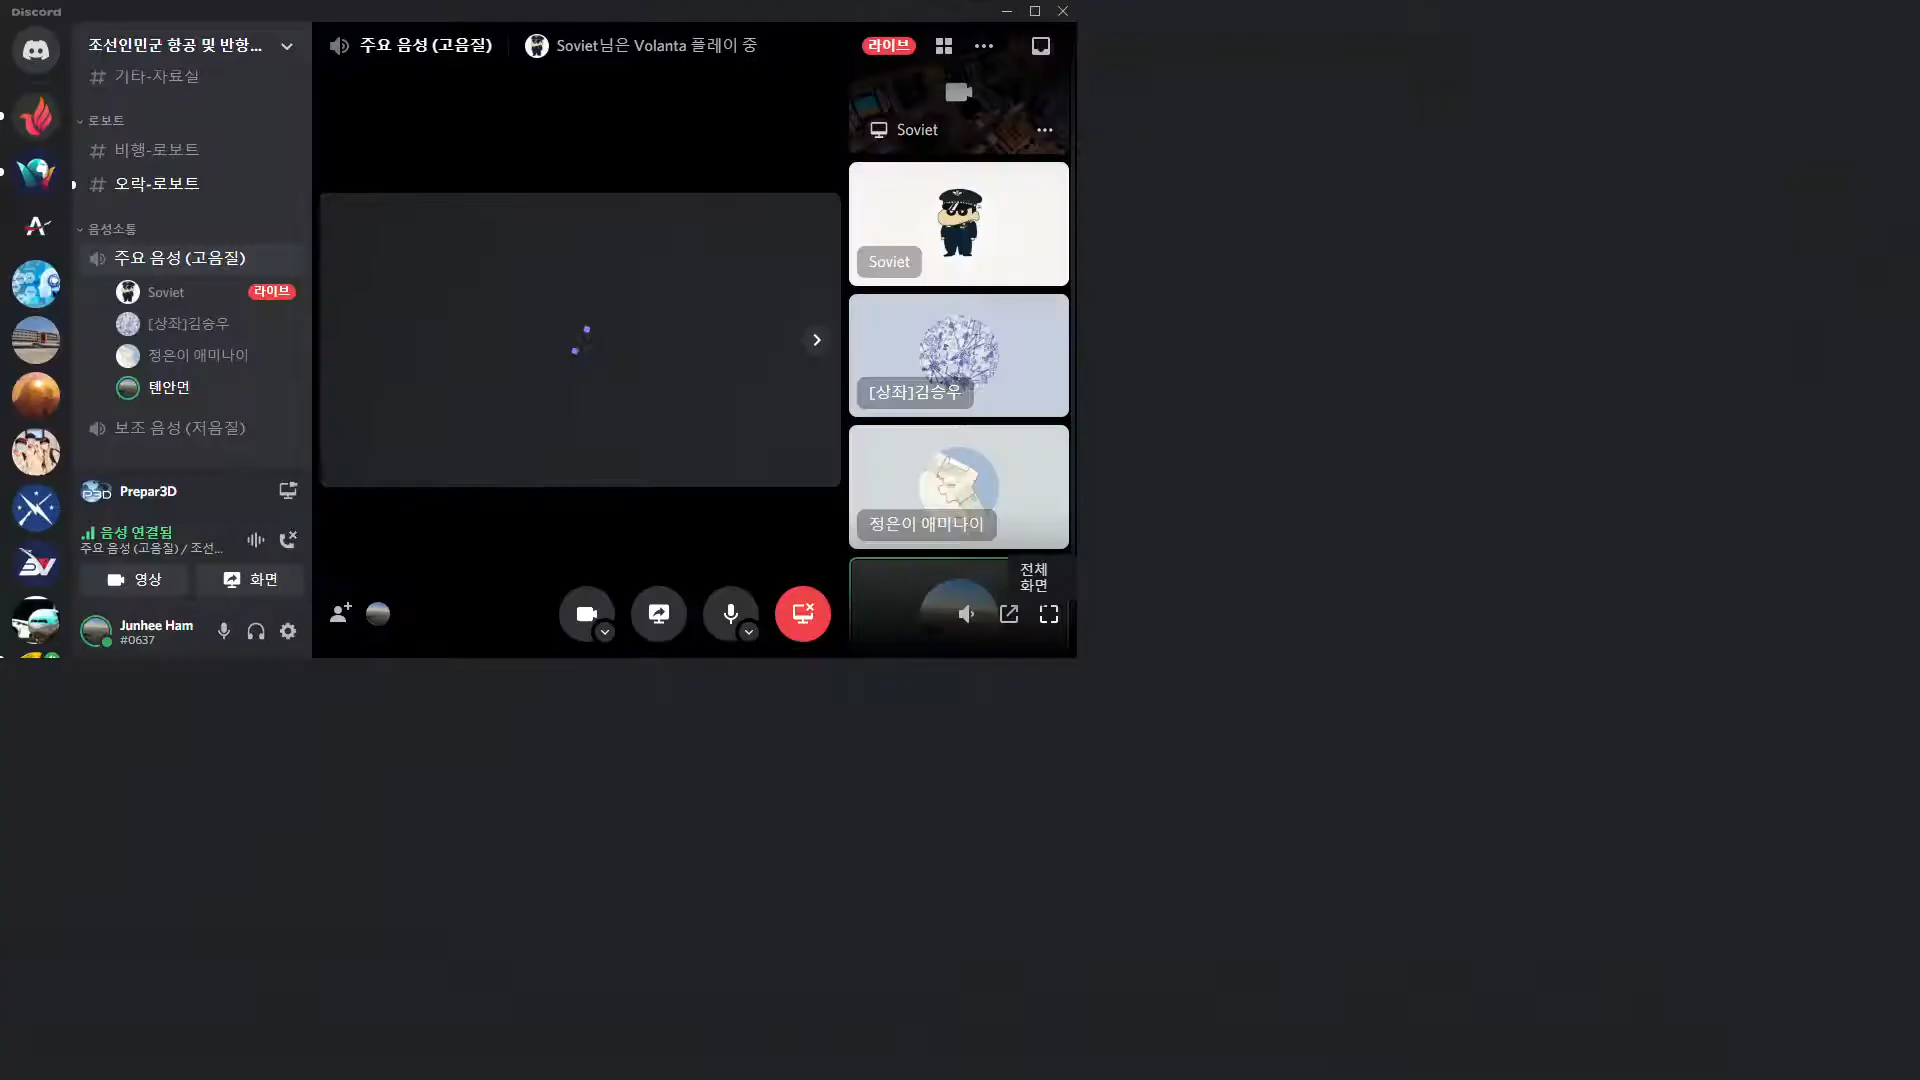 Discord
조선인민군 항공 및 반항...
기타-자료실
로보트
비행-로보트
오락-로보트
음성소통
주요 음성 (고음질)
Soviet
라이브
[상좌]김승우
정은이 애미나이
톈안먼
보조 음성 (저음질)
P3D
Prepar3D
음성 연결됨
주요 음성 (고음질) / 조선...
영상
화면
Junhee Ham
#0637
주요 음성 (고음질)
Soviet님은 Volanta 플레이 중
라이브
Soviet
Soviet
[상좌]김승우
정은이 애미나이
전체
화면